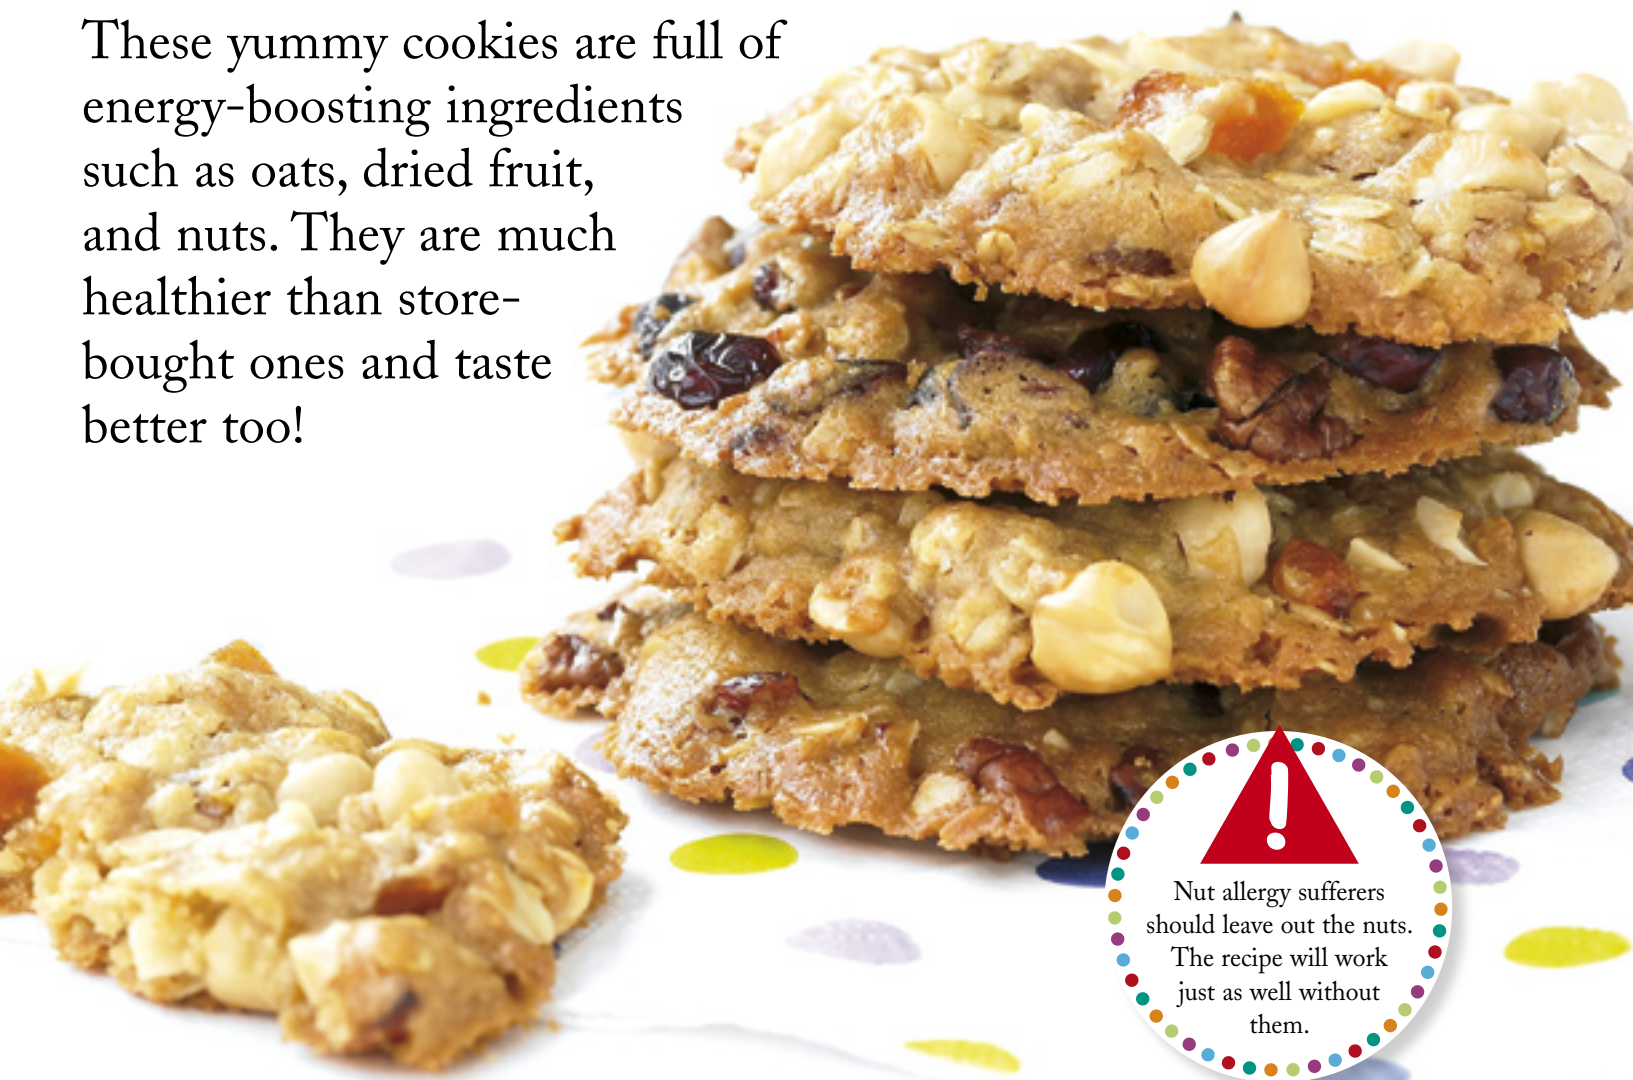 These yummy cookies are full of
energy-boosting ingredients
such as oats, dried fruit,
and nuts. They are much
healthier than store-
bought ones and taste
better too!
!
Nut allergy sufferers
should leave out the nuts.
The recipe will work
just as well without
them.